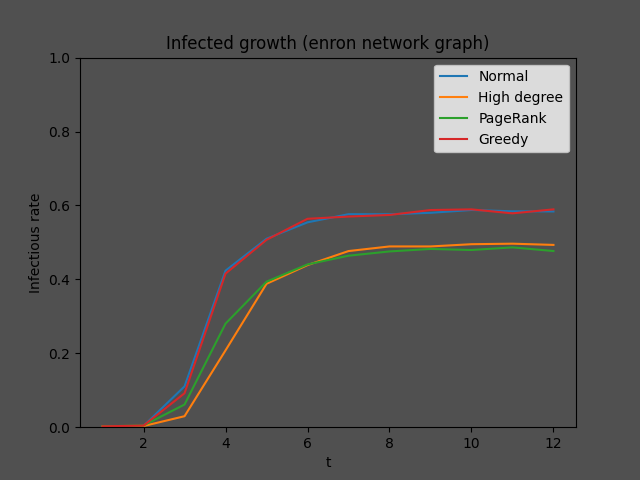 Infected growth (enron network graph)
Normal
High degree
PageRank
Greedy
Infectious rate
1.0
0.8
0.6
0.4
0.2
0.0
2 4 6 8 10 12
t